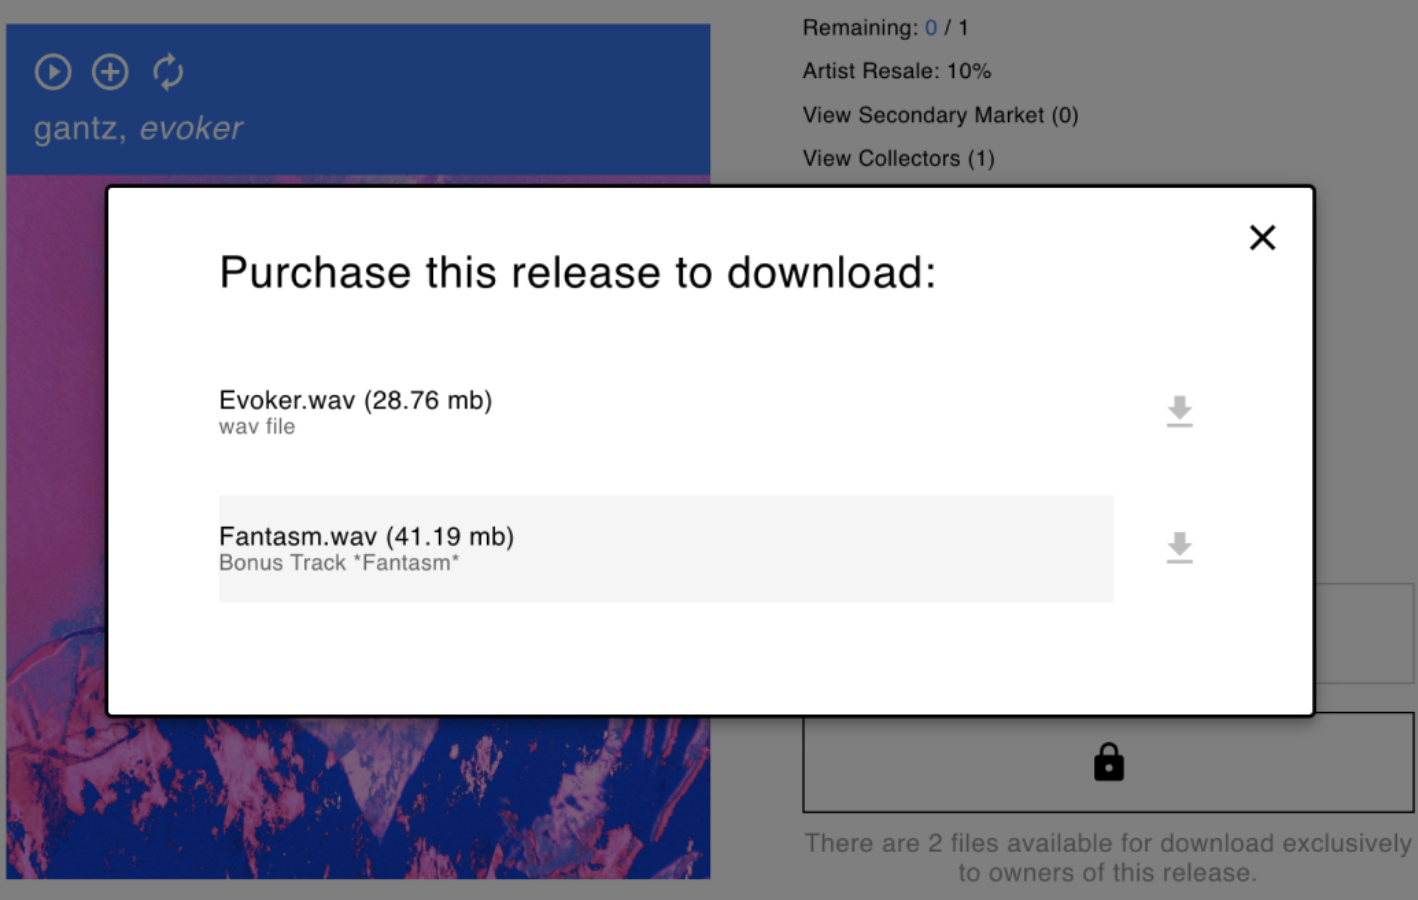 gantz, evoker
Remaining: 0 / 1
Artist Resale: 10%
View Secondary Market (0)
View Collectors (1)
Purchase this release to download:
Evoker.wav (28.76 mb)
wav file
Fantasm.wav (41.19 mb)
Bonus Track *Fantasm*
There are 2 files available for download exclusively
to owners of this release.